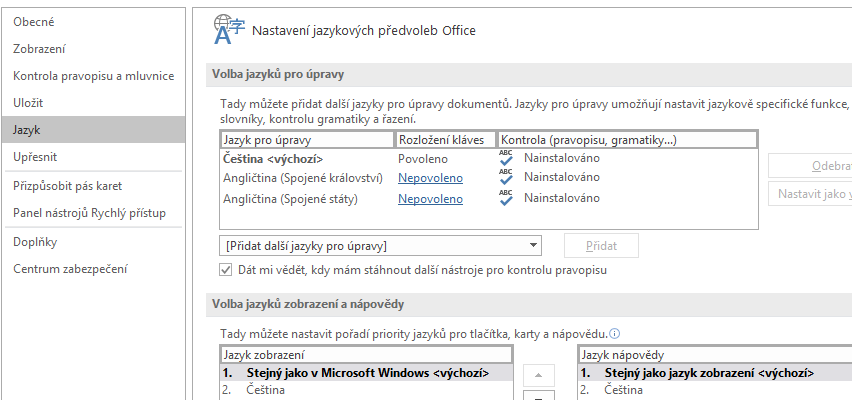 Obecné
Zobrazení
Kontrola pravopisu a mluvnice
Uložit
Jazyk
Upřesnit
Přizpůsobit pás karet
Panel nástrojů Rychlý přístup
Doplňky
Centrum zabezpečení
Nastavení jazykových předvoleb Office
Volba jazyků pro úpravy
Tady můžete přidat další jazyky pro úpravy dokumentů. Jazyky pro úpravy umožňují nastavit jazykově specifické funkce,
slovníky, kontrolu gramatiky a řazení.
Jazyk pro úpravy Rozložení kláves Kontrola (pravopisu, gramatiky...)
Čeština <výchozí> Povoleno ABC Nainstalováno
Angličtina (Spojené království) Nepovoleno ABC Nainstalováno
Angličtina (Spojené státy) Nepovoleno ABC Nainstalováno
Odebra
Nastavit jako
[Přidat další jazyky pro úpravy] Přidat
Dát mi vědět, kdy mám stáhnout další nástroje pro kontrolu pravopisu
Volba jazyků zobrazení a nápovědy
Tady můžete nastavit pořadí priority jazyků pro tlačítka, karty a nápovědu.
Jazyk zobrazení Jazyk nápovědy
1. Stejný jako v Microsoft Windows <výchozí> 1. Stejný jako jazyk zobrazení <výchozí>
2. Čeština 2. Čeština